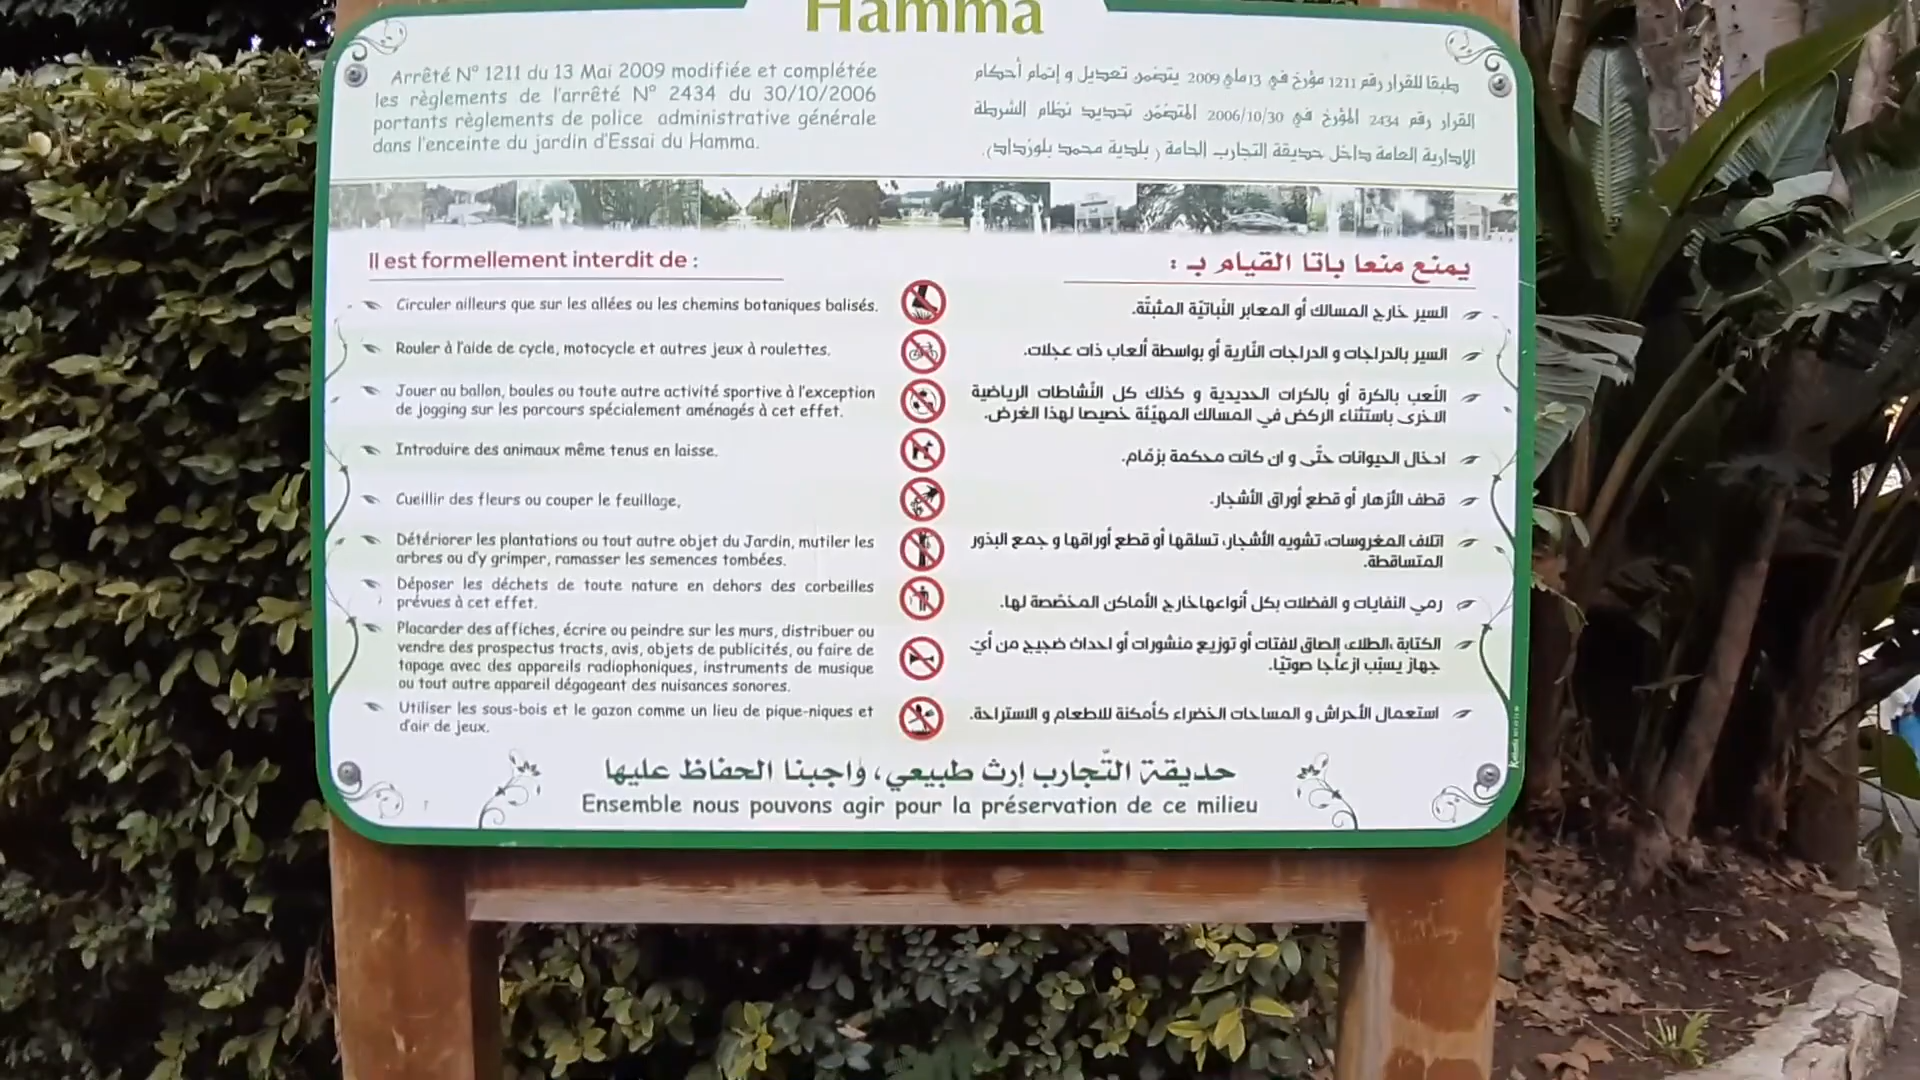 Hamma
Arrêté N° 1211 du 13 Mai 2009 modifiée et complétée
les règlements de l'arrêté N° 2434 du 30/10/2006
portants règlements de police administrative générale
dans l'enceinte du jardin d'Essai du Hamma.
طبقا للقرار رقم 1211 مؤرخ في 13 ماي 2009 يتضمن تعديل و إتمام أحكام
القرار رقم 2434 المؤرخ في 2006/10/30 المتضمّن تحديد نظام الشرطة
الإدارية العامة داخل حديقة التجارب الحامة ( بلدية محمد بلوزداد).
Il est formellement interdit de :
Circuler ailleurs que sur les allées ou les chemins botaniques balisés.
Rouler à l'aide de cycle, motocycle et autres jeux à roulettes.
Jouer au ballon, boules ou toute autre activité sportive à l'exception
de jogging sur les parcours spécialement aménagés à cet effet.
Introduire des animaux même tenus en laisse.
Cueillir des fleurs ou couper le feuillage,
Détériorer les plantations ou tout autre objet du Jardin, mutiler les
arbres ou d'y grimper, ramasser les semences tombées.
Déposer les déchets de toute nature en dehors des corbeilles
prévues à cet effet.
Placarder des affiches, écrire ou peindre sur les murs, distribuer ou
vendre des prospectus tracts, avis, objets de publicités, ou faire de
tapage avec des appareils radiophoniques, instruments de musique
ou tout autre appareil dégageant des nuisances sonores.
Utiliser les sous-bois et le gazon comme un lieu de pique-niques et
d'air de jeux.
يمنع منعا باتا القيام بـ :
السير خارج المسالك أو المعابر النّباتيّة المثبتّة.
السير بالدراجات و الدراجات النّارية أو بواسطة ألعاب ذات عجلات.
اللّعب بالكرة أو بالكرات الحديدية و كذلك كل النّشاطات الرياضية
الاخرى باستثناء الركض في المسالك المهيّئة خصيصا لهذا الغرض.
ادخال الحيوانات حتّى و ان كانت محكمة بزمّام.
قطف الأزهار أو قطع أوراق الأشجار.
اتلاف المغروسات، تشويه الأشجار، تسلقها أو قطع أوراقها و جمع البذور
المتساقطة.
رمي النفايات و الفضلات بكل أنواعها خارج الأماكن المخصّصة لها.
الكتابة ،الطلاء، إلصاق لافتات أو توزيع منشورات أو احداث ضجيج من أيّ
جهاز يسبّب ازعاجا صوتيّا.
استعمال الأحراش و المساحات الخضراء كأمكنة للاطعام و الاستراحة.
حديقة التّجارب إرث طبيعي، واجبنا الحفاظ عليها
Ensemble nous pouvons agir pour la préservation de ce milieu